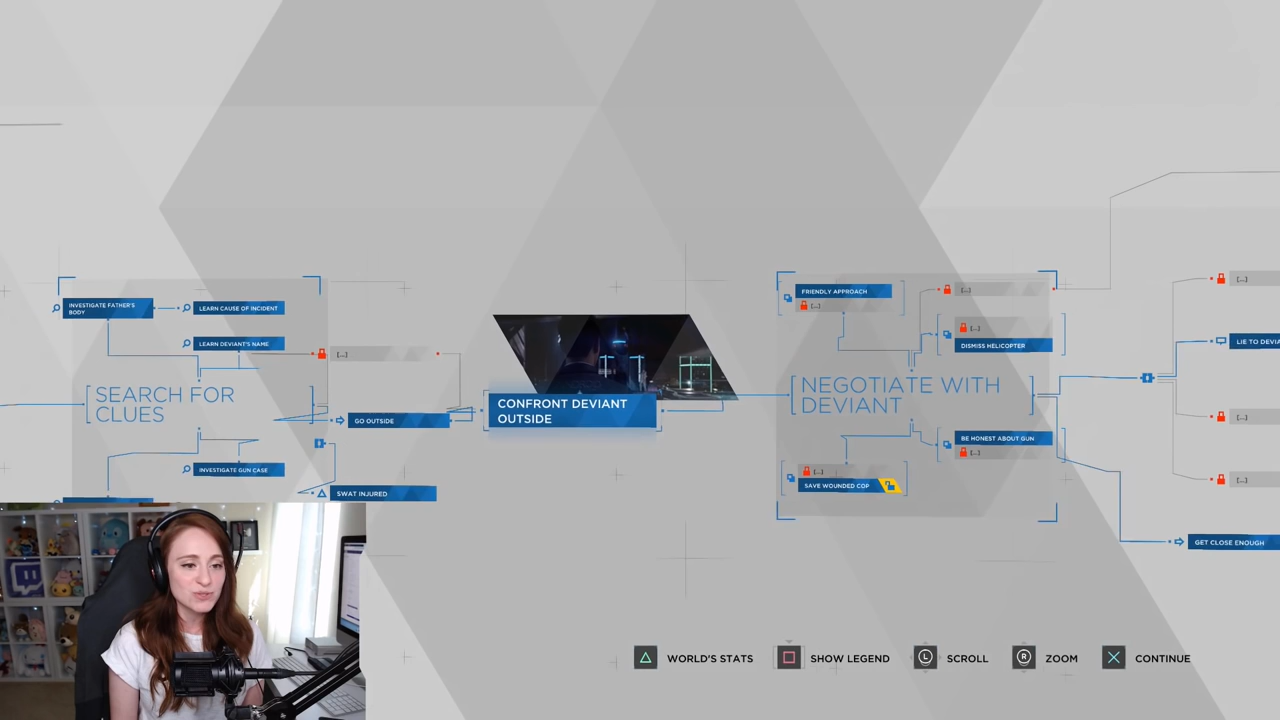 INVESTIGATE FATHER'S
BODY
LEARN CAUSE OF INCIDENT
LEARN DEVIANT'S NAME
[...]
SEARCH FOR
CLUES
GO OUTSIDE
INVESTIGATE GUN CASE
SWAT INJURED
CONFRONT DEVIANT
OUTSIDE
FRIENDLY APPROACH
[...]
[...]
[...]
DISMISS HELICOPTER
NEGOTIATE WITH
DEVIANT
BE HONEST ABOUT GUN
[...]
[...]
SAVE WOUNDED COP
[...]
LIE TO DEVIA
[...]
[...]
GET CLOSE ENOUGH
WORLD'S STATS
SHOW LEGEND
L
SCROLL
R
ZOOM
CONTINUE